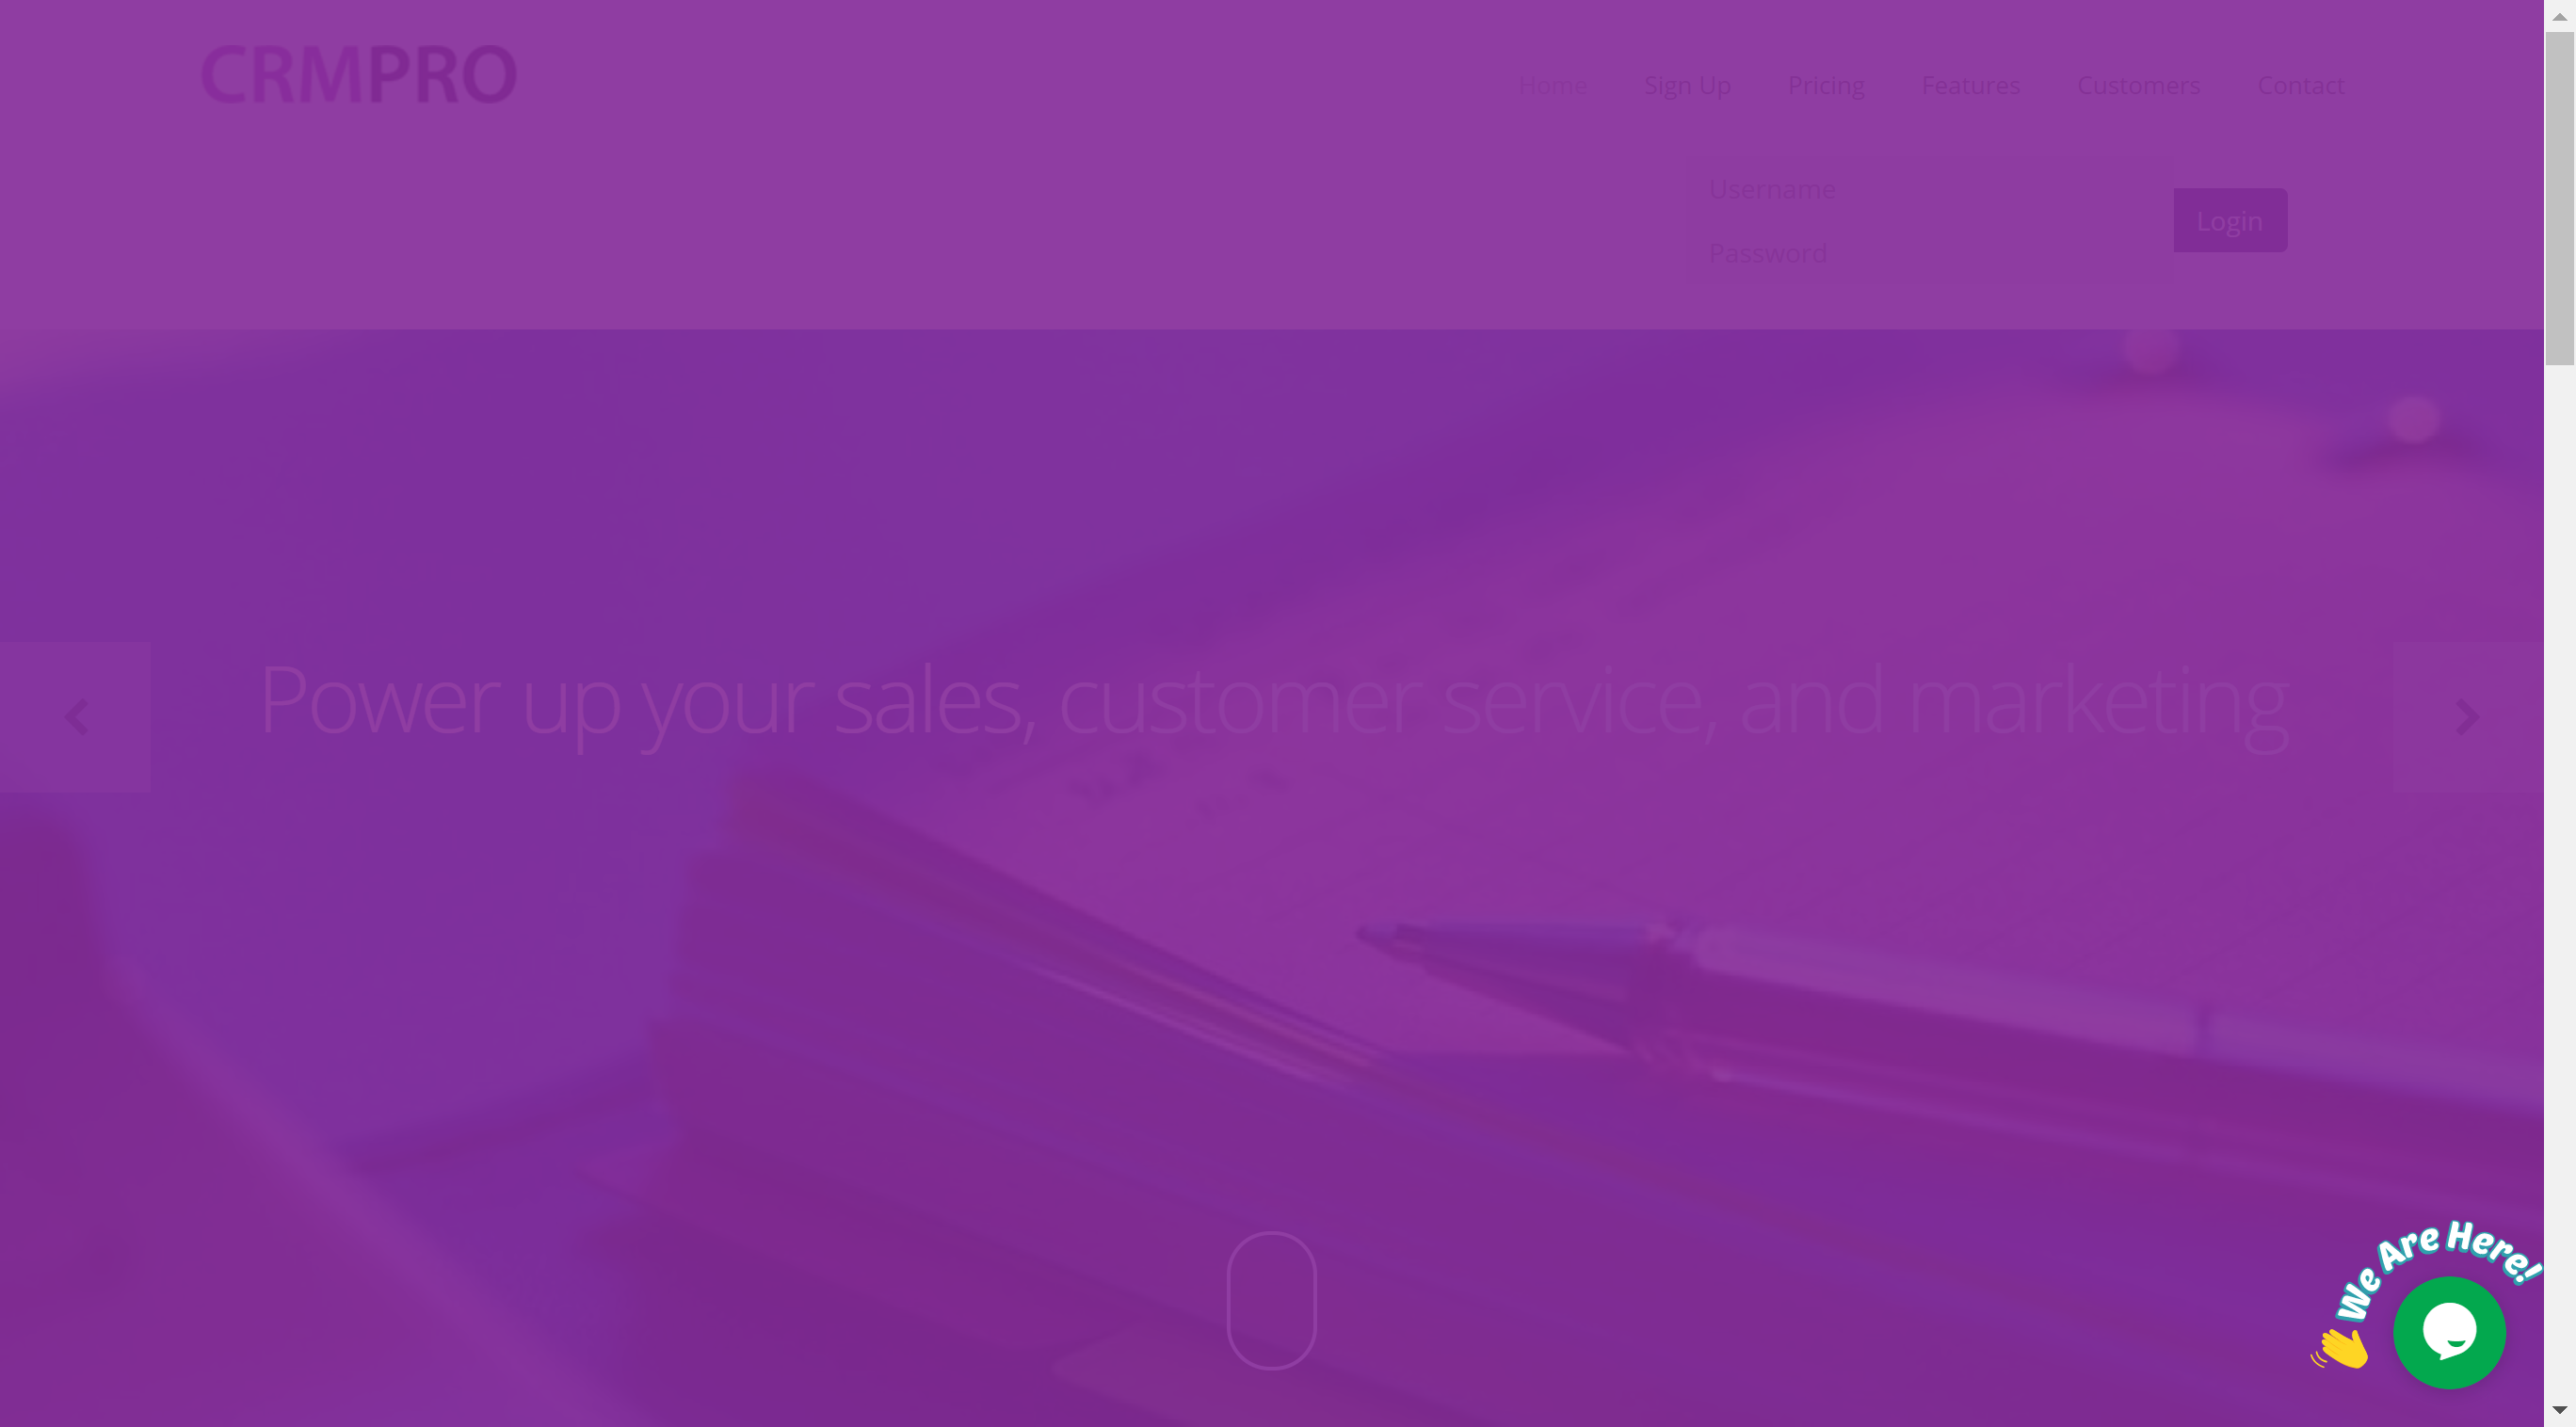 CRMPRO
Home Sign Up Pricing Features Customers Contact
Username
Login
Password
Power up your sales, customer service, and marketing
We Are Here!